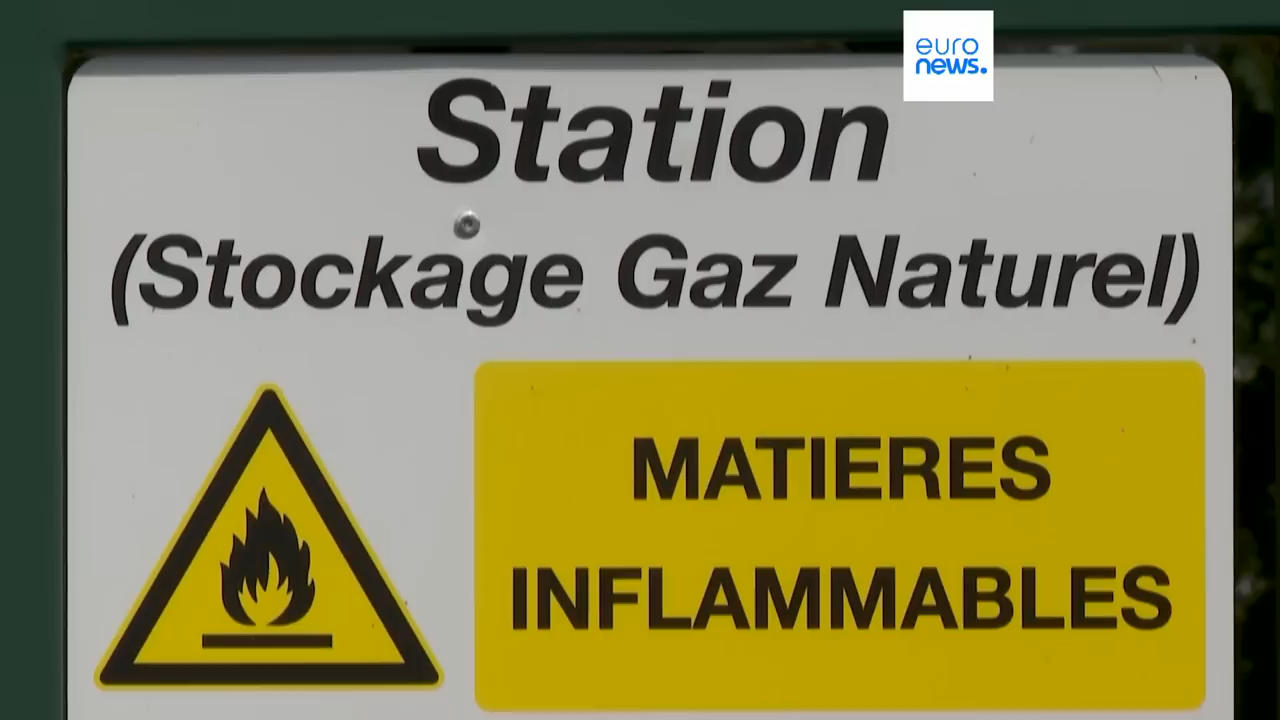 euro
news.
Station
(Stockage Gaz Naturel)
MATIERES
INFLAMMABLES